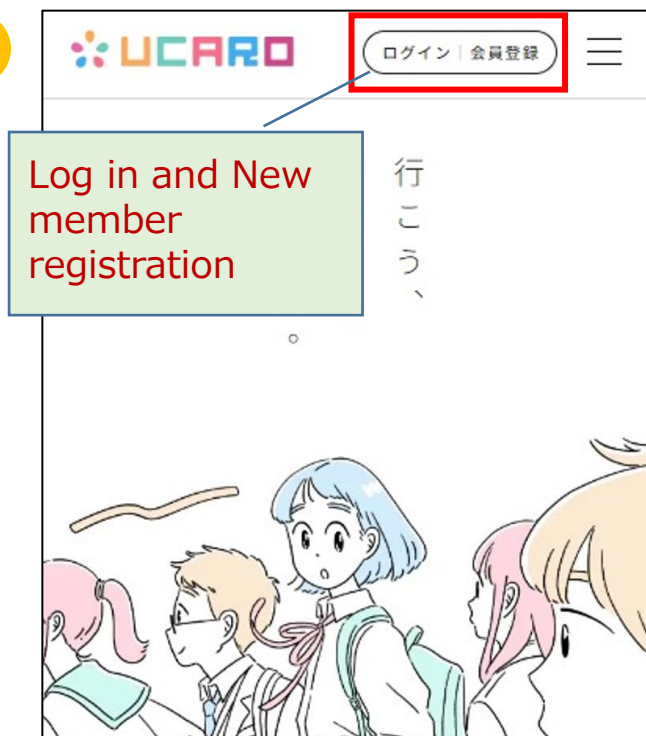 UCARO
ログイン｜会員登録
Log in and New
member
registration
行こう、
。